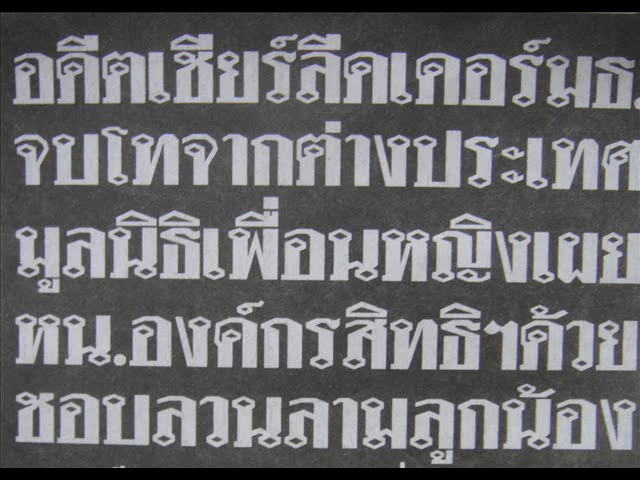 อดีตเชียร์ลีดเดอร์มธ.
จบโทจากต่างประเทศ
มูลนิธิเพื่อนหญิงเผย
หน.องค์กรสิทธิฯด้วย
ชอบลวนลามลูกน้อง